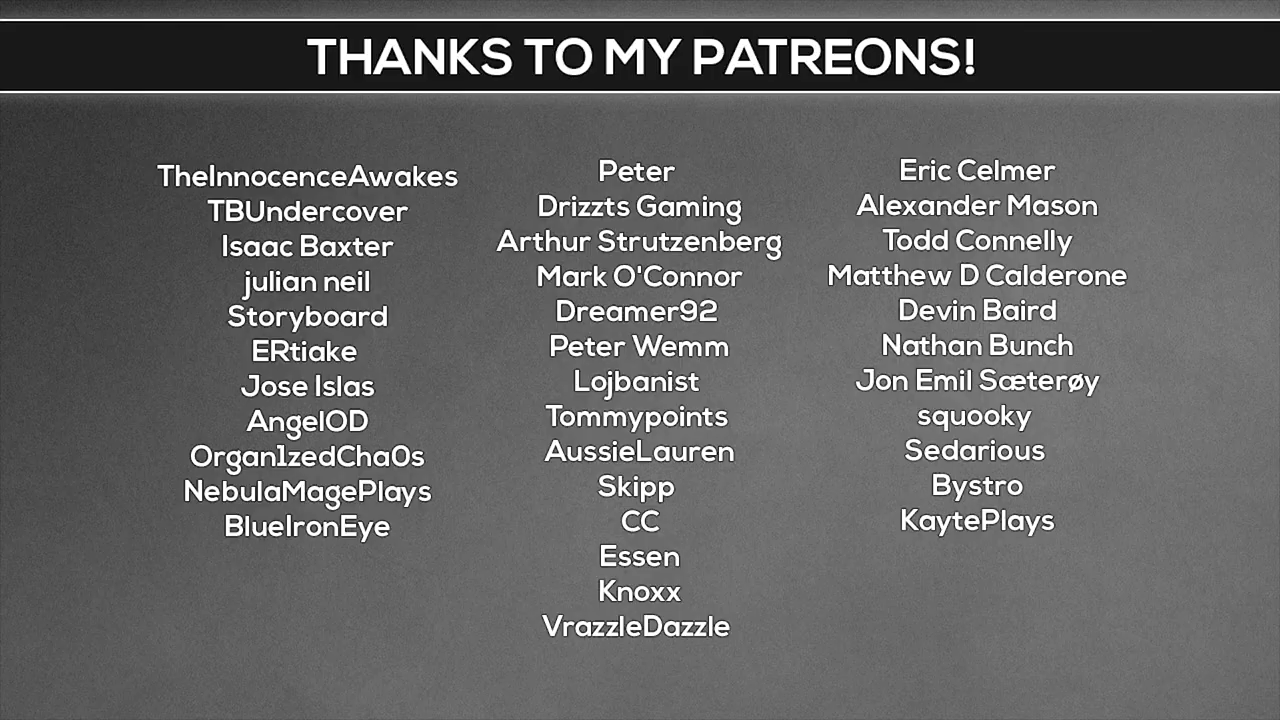 THANKS TO MY PATREONS!
TheInnocenceAwakes
TBUndercover
Isaac Baxter
julian neil
Storyboard
ERtiake
Jose Islas
AngelOD
Organ1zedCha0s
NebulaMagePlays
BlueIronEye
Peter
Drizzts Gaming
Arthur Strutzenberg
Mark O'Connor
Dreamer92
Peter Wemm
Lojbanist
Tommypoints
AussieLauren
Skipp
CC
Essen
Knoxx
VrazzleDazzle
Eric Celmer
Alexander Mason
Todd Connelly
Matthew D Calderone
Devin Baird
Nathan Bunch
Jon Emil Sæterøy
squooky
Sedarious
Bystro
KaytePlays